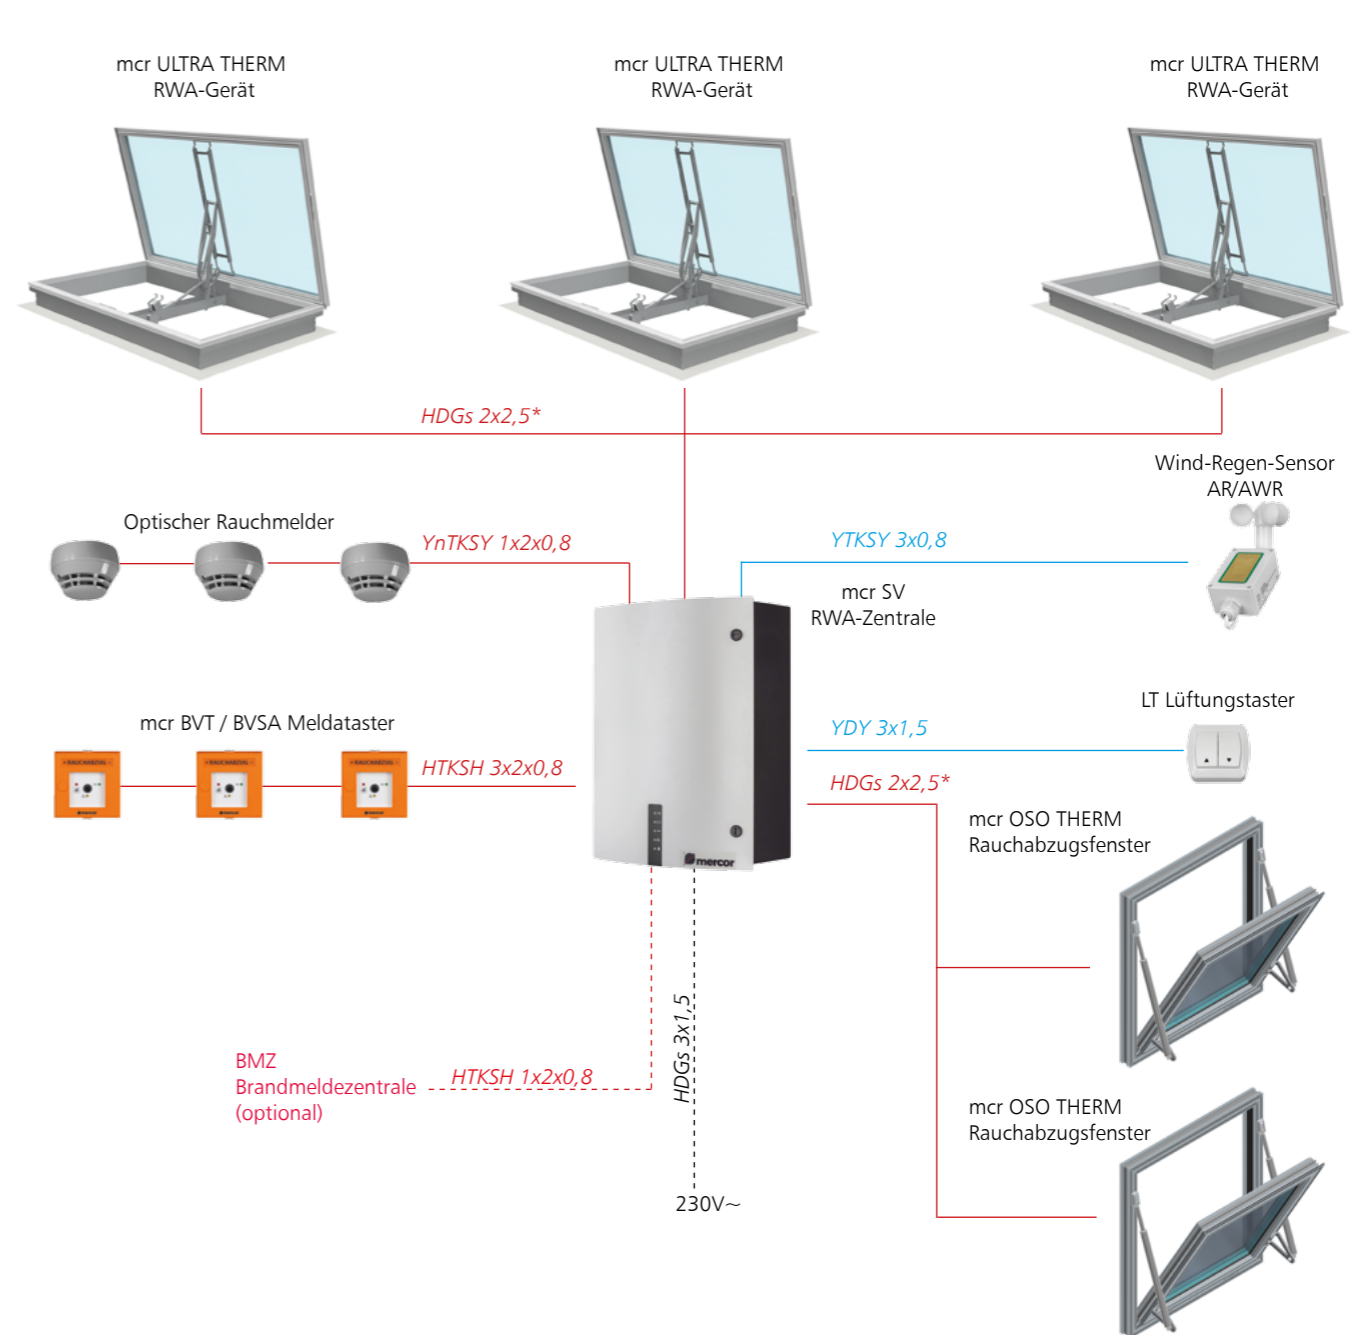 mcr ULTRA THERM
RWA-Gerät
mcr ULTRA THERM
RWA-Gerät
mcr ULTRA THERM
RWA-Gerät
HDGs 2x2,5*
Wind-Regen-Sensor
AR/AWR
Optischer Rauchmelder
YnTKSY 1x2x0,8
YTKSY 3x0,8
mcr SV
RWA-Zentrale
mcr BVT / BVSA Meldataster
LT Lüftungstaster
YDY 3x1,5
RAUCHABZUG
RAUCHABZUG
RAUCHABZUG
HTKSH 3x2x0,8
HDGs 2x2,5*
mcr OSO THERM
Rauchabzugsfenster
mercor
HDGs 3x1,5
BMZ
Brandmeldezentrale
(optional)
HTKSH 1x2x0,8
mcr OSO THERM
Rauchabzugsfenster
230V~